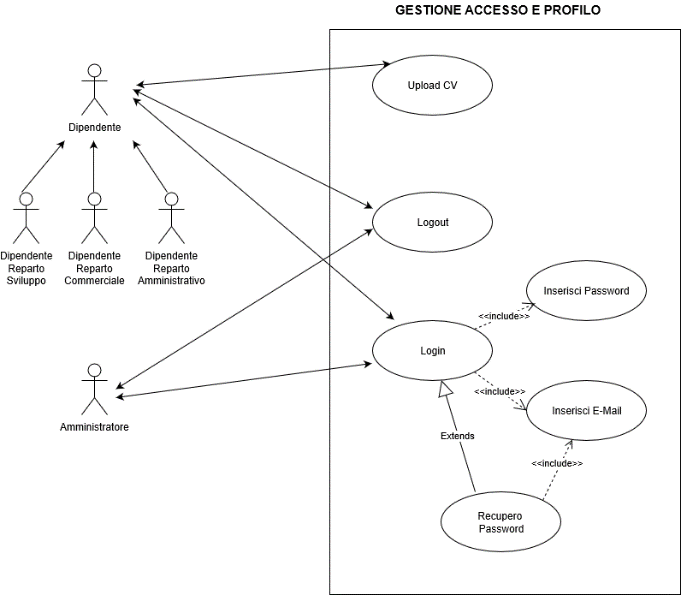 GESTIONE ACCESSO E PROFILO
Upload CV
Dipendente
Logout
Dipendente
Reparto
Sviluppo
Dipendente
Reparto
Commerciale
Dipendente
Reparto
Amministrativo
Inserisci Password
<<include>>
Login
<<include>>
Inserisci E-Mail
Amministratore
Extends
<<include>>
Recupero
Password